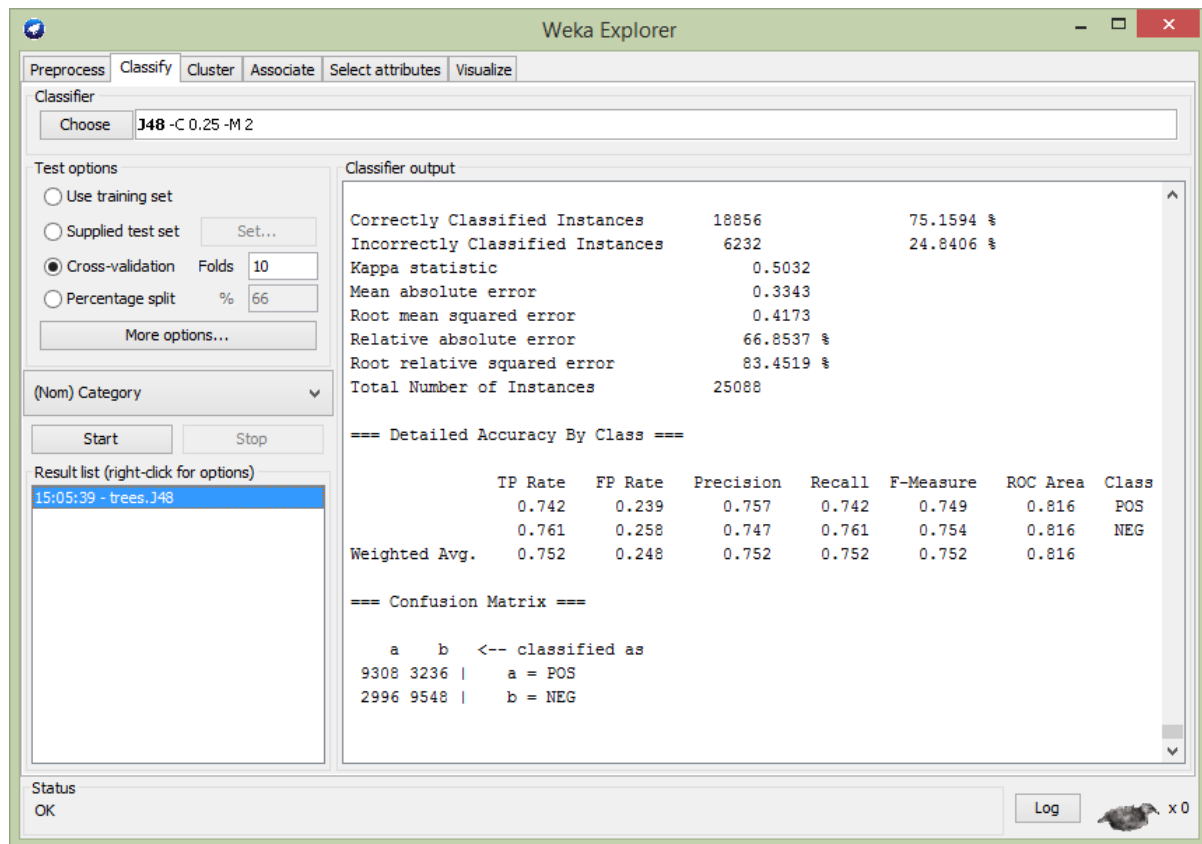 Weka Explorer
Preprocess Classify Cluster Associate Select attributes Visualize
Classifier
Choose J48 -C 0.25 -M 2
Test options
Use training set
Supplied test set Set...
Cross-validation Folds 10
Percentage split % 66
More options...
(Nom) Category
Start Stop
Result list (right-click for options)
15:05:39 - trees.J48
Classifier output
Correctly Classified Instances 18856 75.1594 %
Incorrectly Classified Instances 6232 24.8406 %
Kappa statistic 0.5032
Mean absolute error 0.3343
Root mean squared error 0.4173
Relative absolute error 66.8537 %
Root relative squared error 83.4519 %
Total Number of Instances 25088
=== Detailed Accuracy By Class ===
TP Rate FP Rate Precision Recall F-Measure ROC Area Class
0.742 0.239 0.757 0.742 0.749 0.816 POS
0.761 0.258 0.747 0.761 0.754 0.816 NEG
Weighted Avg. 0.752 0.248 0.752 0.752 0.752 0.816
=== Confusion Matrix ===
a b <-- classified as
9308 3236 | a = POS
2996 9548 | b = NEG
Status
OK
Log x 0